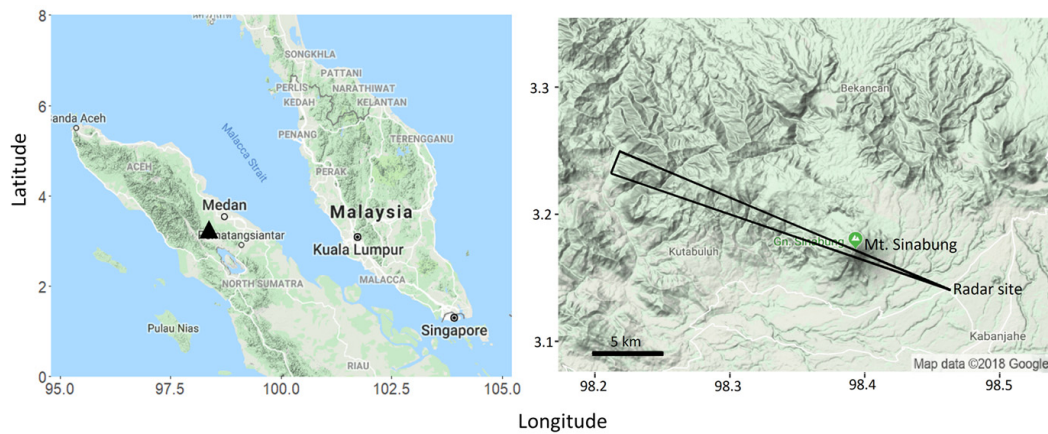 8
6
4
2
0
Latitude
95.0
97.5
100.0
102.5
105.0
SONGKHLA
PATTANI
PERLIS
NARATHIWAT
KEDAH
KELANTAN
anda Aceh
PENANG
TERENGGANU
Malacca Strait
ACEH
PERAK
Medan
Malaysia
matangsiantar
Kuala Lumpur
NORTH SUMATRA
MALACCA
Pulau Nias
Singapore
RIAU
3.3
3.2
3.1
98.2
98.3
98.4
98.5
Bekancan
Gn. Sinabung
Mt. Sinabung
Kutabuluh
Radar site
Kabanjahe
5 km
Map data ©2018 Google
Longitude